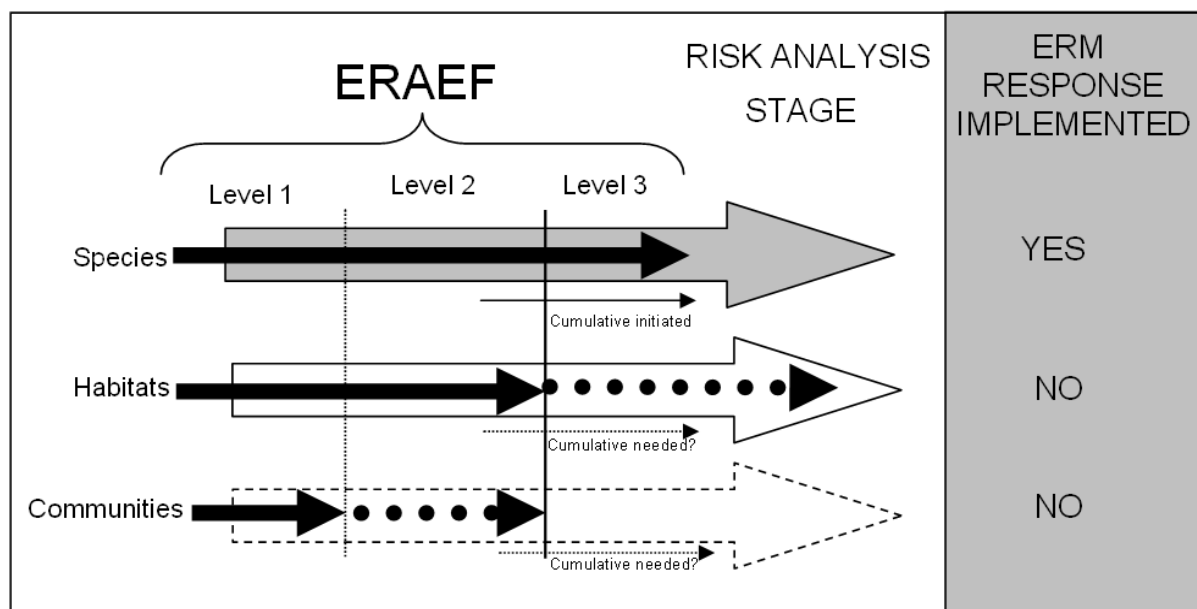 ERAEF
RISK ANALYSIS
STAGE
ERM
RESPONSE
IMPLEMENTED
Level 1
Level 2
Level 3
Species
YES
Cumulative initiated
Habitats
NO
Cumulative needed?
Communities
NO
Cumulative needed?